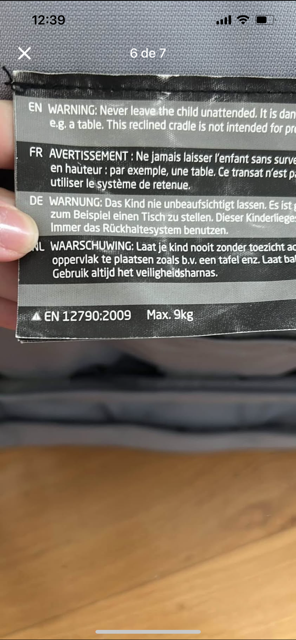 12:39
6 de 7
EN WARNING: Never leave the child unattended. It is dan
e.g. a table. This reclined cradle is not intended for pr
FR AVERTISSEMENT : Ne jamais laisser l'enfant sans surve
en hauteur : par exemple, une table. Ce transat n'est p
utiliser le système de retenue.
DE WARNUNG: Das Kind nie unbeaufsichtigt lassen. Es ist
zum Beispiel einen Tisch zu stellen. Dieser Kinderlieges
Immer das Rückhaltesystem benutzen.
NL WAARSCHUWING: Laat je kind nooit zonder toezicht ac
oppervlak te plaatsen zoals b.v. een tafel enz. Laat ba
Gebruik altijd het veiligheidsharnas.
EN 12790:2009 Max. 9kg